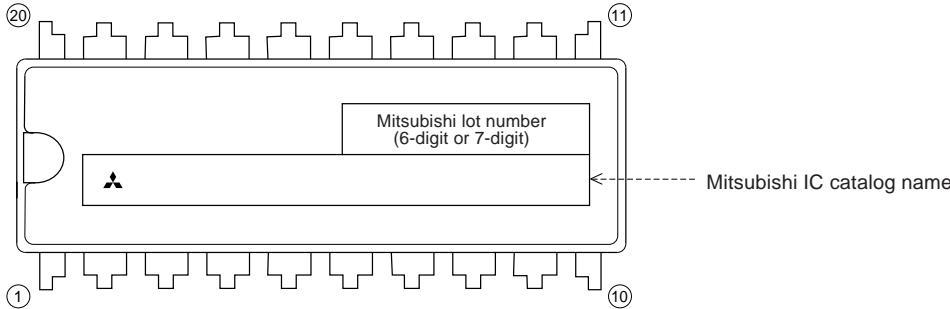 20
11
Mitsubishi lot number
(6-digit or 7-digit)
Mitsubishi IC catalog name
1
10